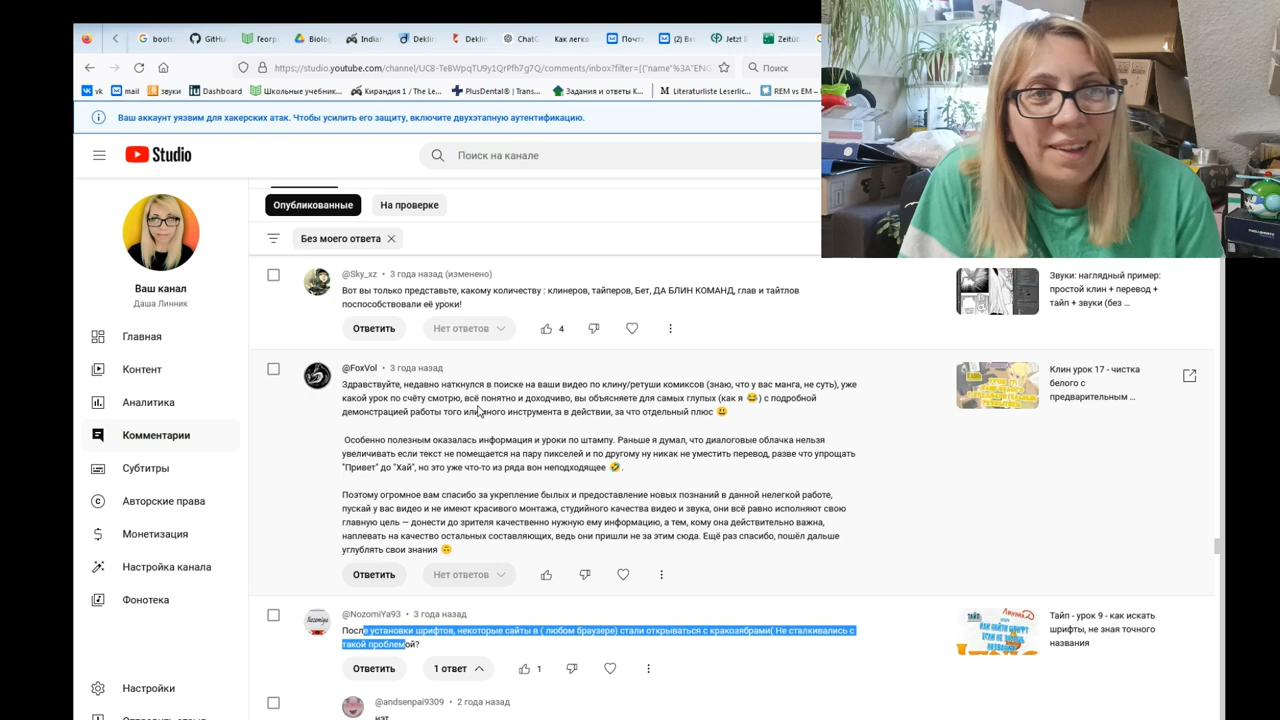 boots
GitHu
Геогр
Biolog
Indian
Deklin
Deklin
ChatG
Как легко
Почт
(2) Вх
Jetzt B
Zeitüb
https://studio.youtube.com/channel/UC8-TeBWpqTU9y1QrPfh7g7Q/comments/inbox?filter=[{"name"%3A"ENG
Поиск
vk
mail
звуки
Dashboard
Школьные учебник...
Кирандия 1 / The Le...
PlusDental® | Trans...
Задания и ответы К...
Literaturliste Leserlic...
REM vs EM –
Ваш аккаунт уязвим для хакерских атак. Чтобы усилить его защиту, включите двухэтапную аутентификацию.
Studio
Поиск на канале
Опубликованные
На проверке
Без моего ответа
Ваш канал
Даша Линник
Главная
Контент
Аналитика
Комментарии
Субтитры
Авторские права
Монетизация
Настройка канала
Фонотека
Настройки
@Sky_xz • 3 года назад (изменено)
Вот вы только представьте, какому количеству : клинеров, тайперов, Бет, ДА БЛИН КОМАНД, глав и тайтлов
поспособствовали её уроки!
Ответить
Нет ответов
4
Звуки: наглядный пример:
простой клин + перевод +
тайп + звуки (без ...
@FoxVol • 3 года назад
Здравствуйте, недавно наткнулся в поиске на ваши видео по клину/ретуши комиксов (знаю, что у вас манга, не суть), уже
какой урок по счёту смотрю, всё понятно и доходчиво, вы объясняете для самых глупых (как я 😂) с подробной
демонстрацией работы того или иного инструмента в действии, за что отдельный плюс 😃
Особенно полезным оказалась информация и уроки по штампу. Раньше я думал, что диалоговые облачка нельзя
увеличивать если текст не помещается на пару пикселей и по другому ну никак не уместить перевод, разве что упрощать
"Привет" до "Хай", но это уже что-то из ряда вон неподходящее 🤣.
Поэтому огромное вам спасибо за укрепление былых и предоставление новых познаний в данной нелегкой работе,
пускай у вас видео и не имеют красивого монтажа, студийного качества видео и звука, они всё равно исполняют свою
главную цель — донести до зрителя качественно нужную ему информацию, а тем, кому она действительно важна,
наплевать на качество остальных составляющих, ведь они пришли не за этим сюда. Ещё раз спасибо, пошёл дальше
углублять свои знания 🙃
Ответить
Нет ответов
Клин урок 17 - чистка
белого с
предварительным ...
@NozomiYa93 • 3 года назад
После установки шрифтов, некоторые сайты в ( любом браузере) стали открываться с кракозябрами( Не сталкивались с
такой проблемой?
Ответить
1 ответ
1
Тайп - урок 9 - как искать
шрифты, не зная точного
названия
@andsenpai9309 • 2 года назад
нэт